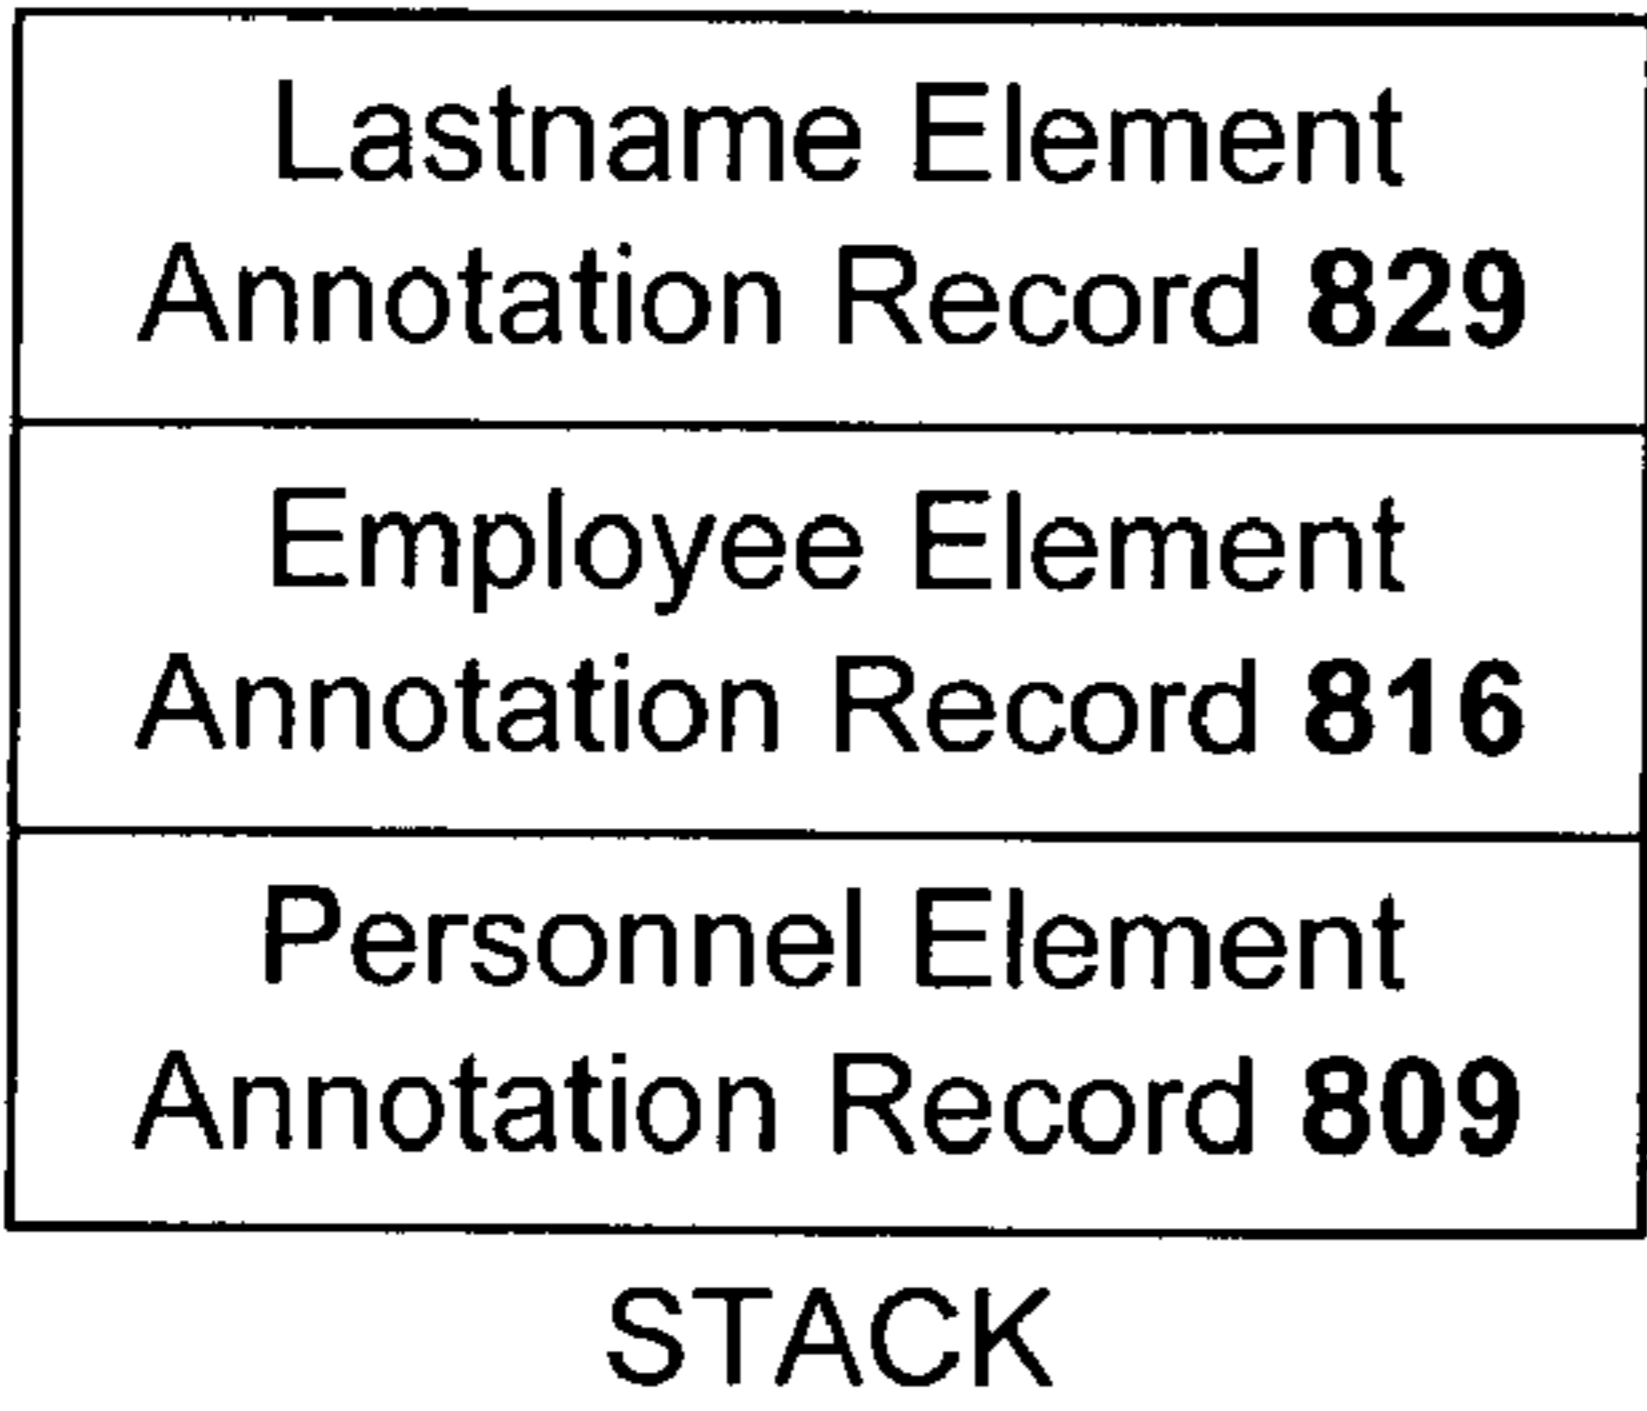 Lastname Element
Annotation Record 829
Employee Element
Annotation Record 816
Personnel Element
Annotation Record 809
STACK